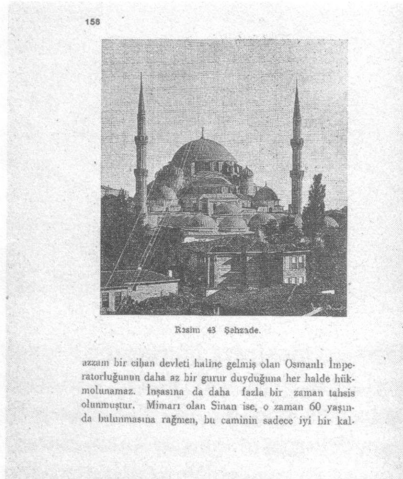 158
Resim 43 Şehzade.
azzam bir cihan devleti haline gelmiş olan Osmanlı İmpe-
ratorluğunun daha az bir gurur duyduğuna her halde hük-
molunamaz. İnşasına da daha fazla bir zaman tahsis
olunmuştur. Mimarı olan Sinan ise, o zaman 60 yaşın-
da bulunmasına rağmen, bu caminin sadece iyi bir kal-